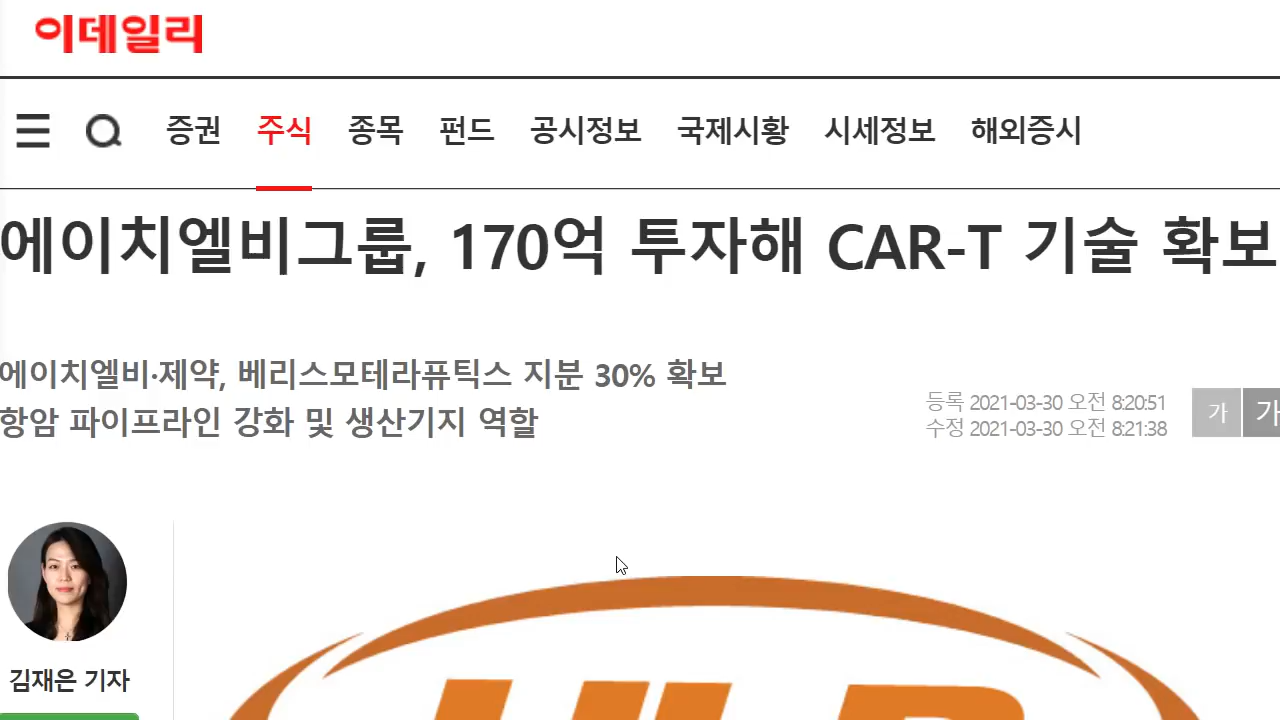 이데일리
증권 주식 종목 펀드 공시정보 국제시황 시세정보 해외증시
에이치엘비그룹, 170억 투자해 CAR-T 기술 확보
에이치엘비·제약, 베리스모테라퓨틱스 지분 30% 확보
항암 파이프라인 강화 및 생산기지 역할
등록 2021-03-30 오전 8:20:51
수정 2021-03-30 오전 8:21:38
가 가
김재은 기자
HLB